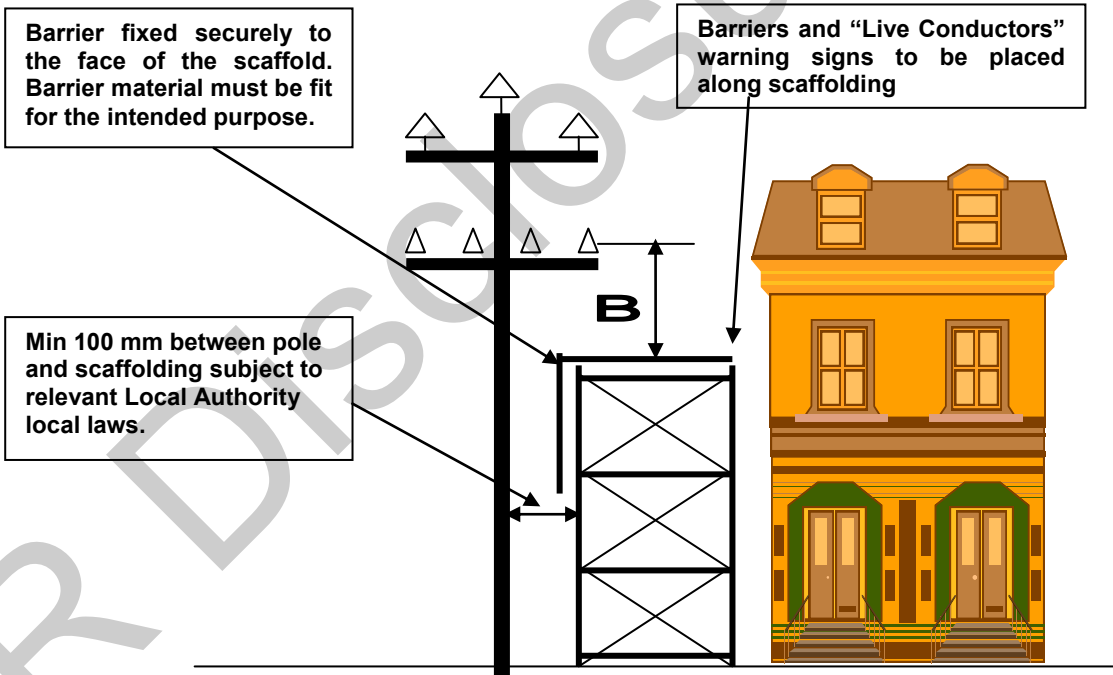 Barrier fixed securely to
the face of the scaffold.
Barrier material must be fit
for the intended purpose.
Barriers and “Live Conductors”
warning signs to be placed
along scaffolding
B
Min 100 mm between pole
and scaffolding subject to
relevant Local Authority
local laws.
R Disclos